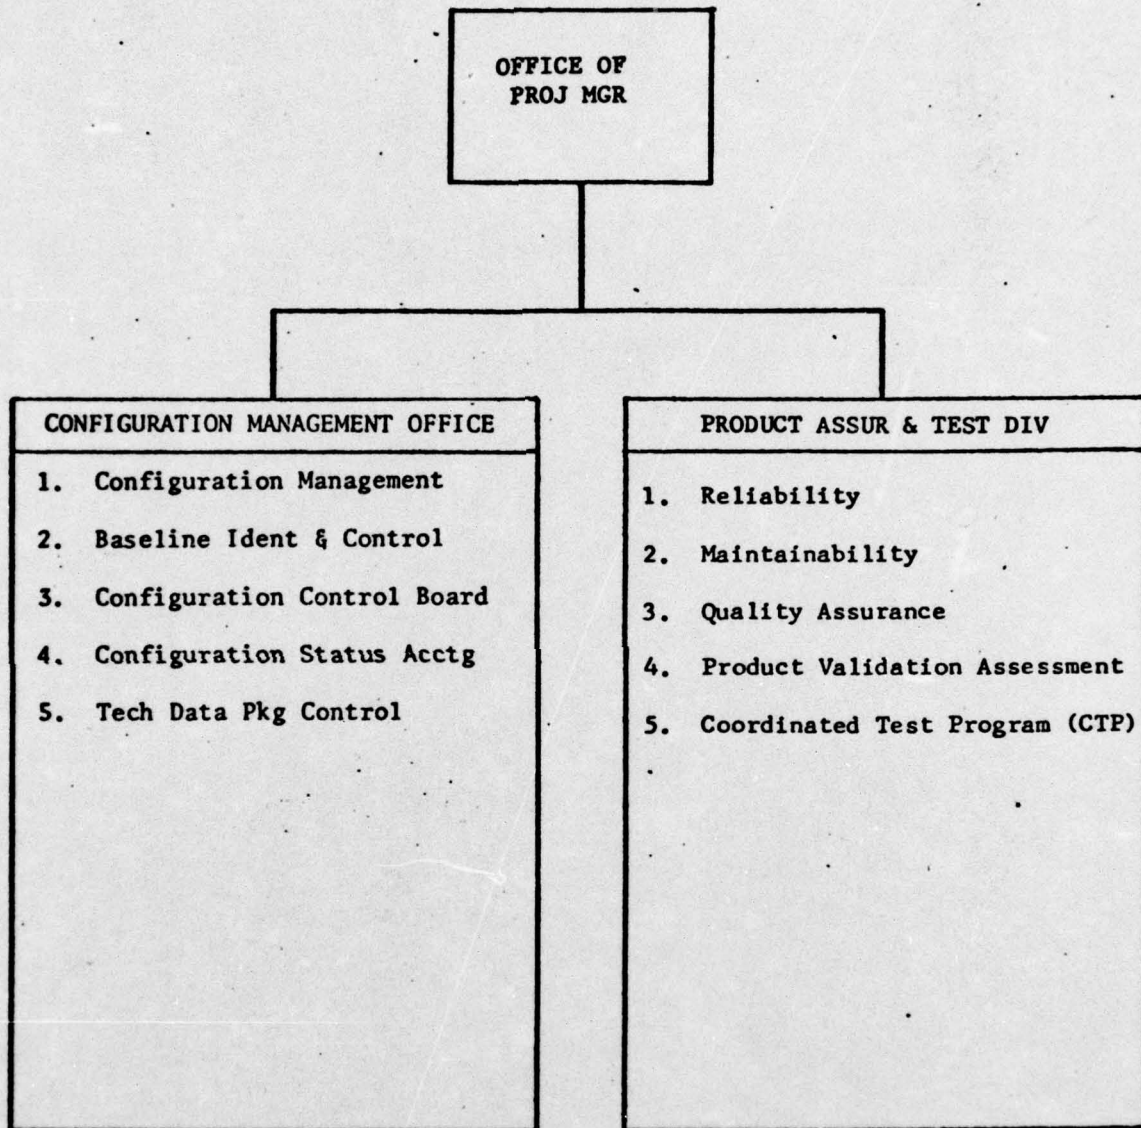 OFFICE OF
PROJ MGR
CONFIGURATION MANAGEMENT OFFICE
1. Configuration Management
2. Baseline Ident & Control
3. Configuration Control Board
4. Configuration Status Acctg
5. Tech Data Pkg Control
PRODUCT ASSUR & TEST DIV
1. Reliability
2. Maintainability
3. Quality Assurance
4. Product Validation Assessment
5. Coordinated Test Program (CTP)